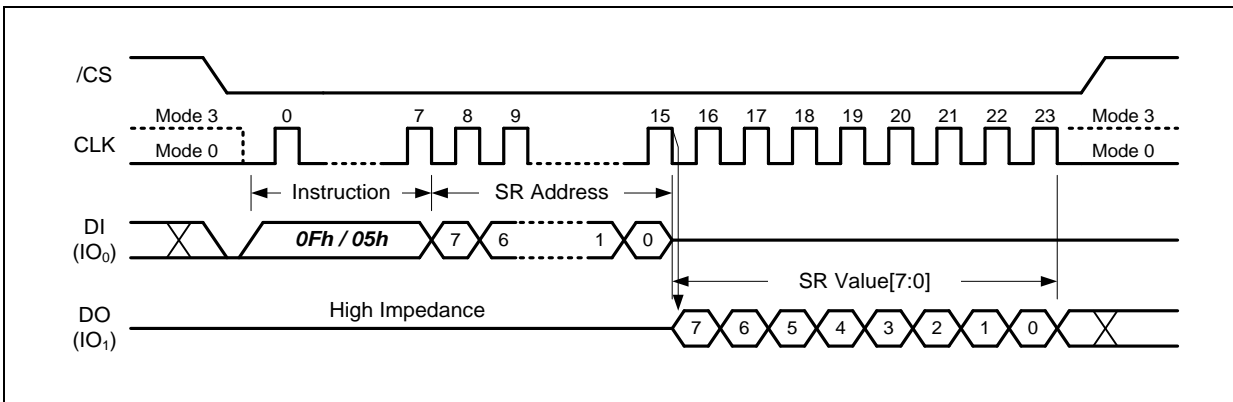 /CS
Mode 3 0 7 8 9 15 16 17 18 19 20 21 22 23 Mode 3
CLK
Mode 0 Mode 0
Instruction SR Address
DI
(IO₀)
0Fh / 05h 7 6 1 0
SR Value[7:0]
High Impedance
DO
(IO₁)
7 6 5 4 3 2 1 0